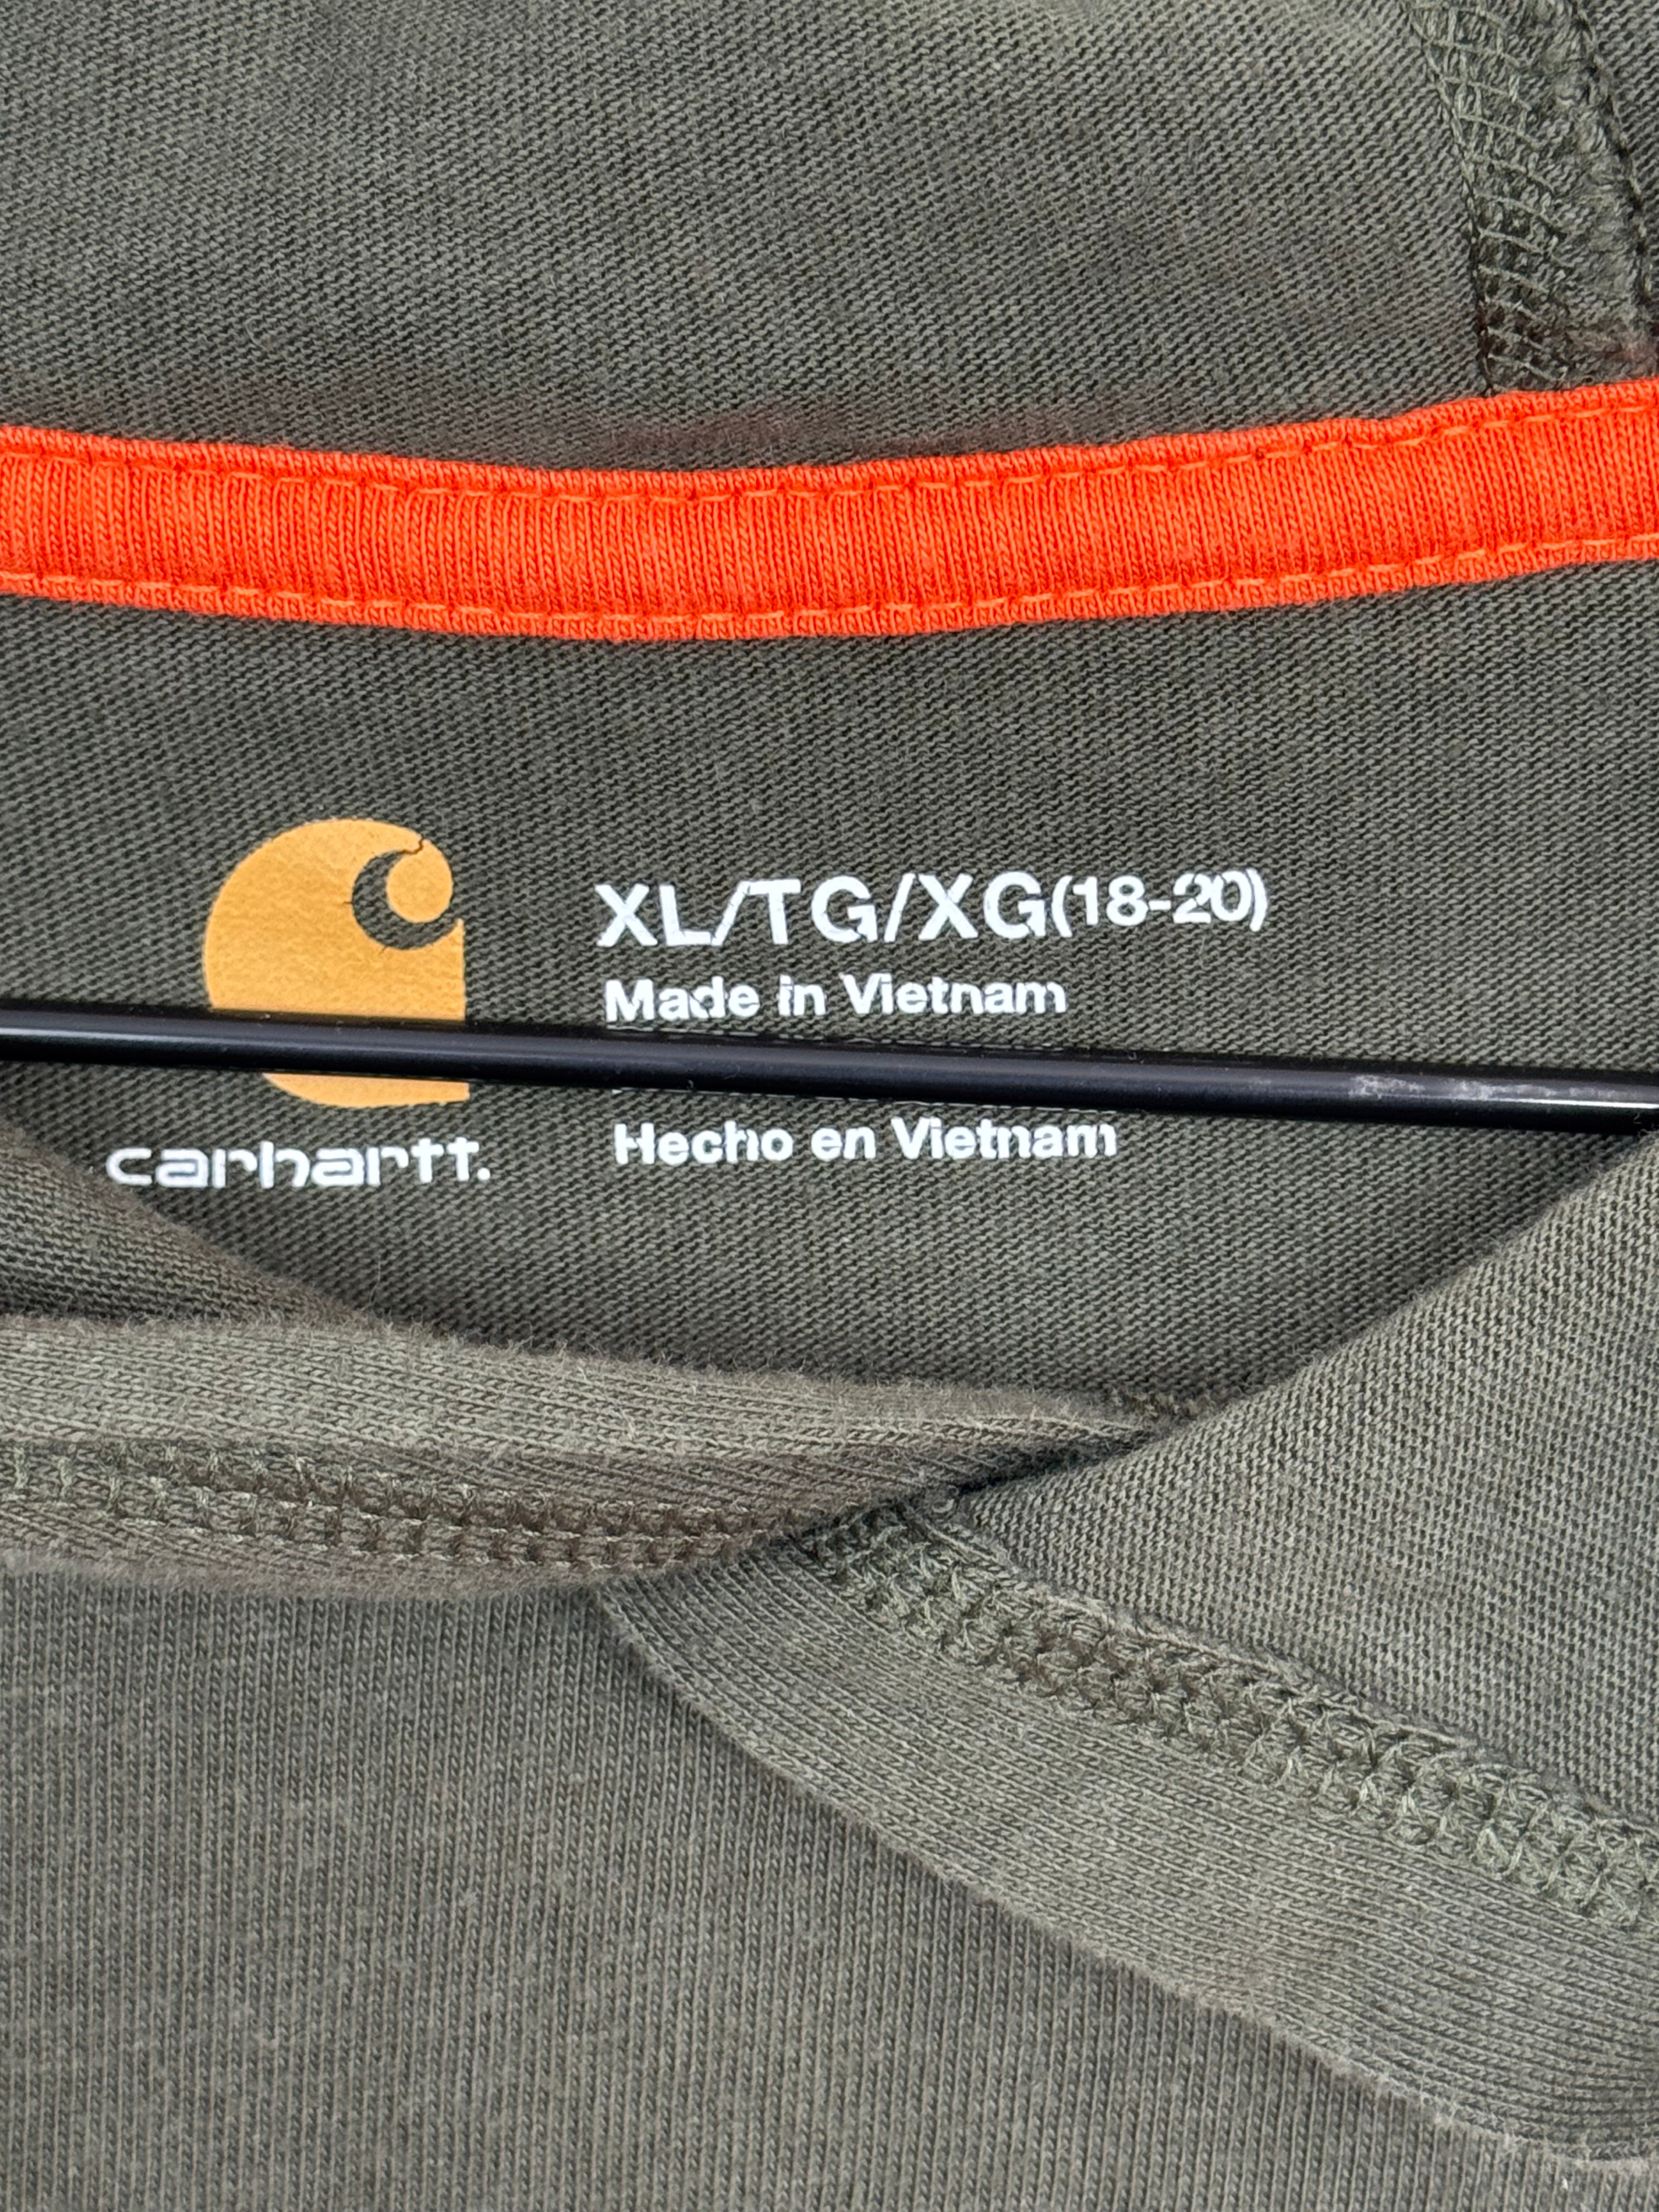 XL/TG/XG(18-20)
Made in Vietnam
Hecho en Vietnam
carhartt.